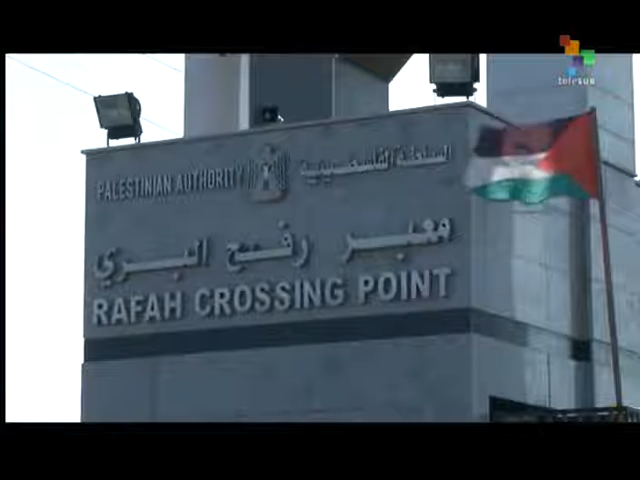 teleSUR
PALESTINIAN AUTHORITY السلطة الفلسطينية
معبر رفح البري
RAFAH CROSSING POINT